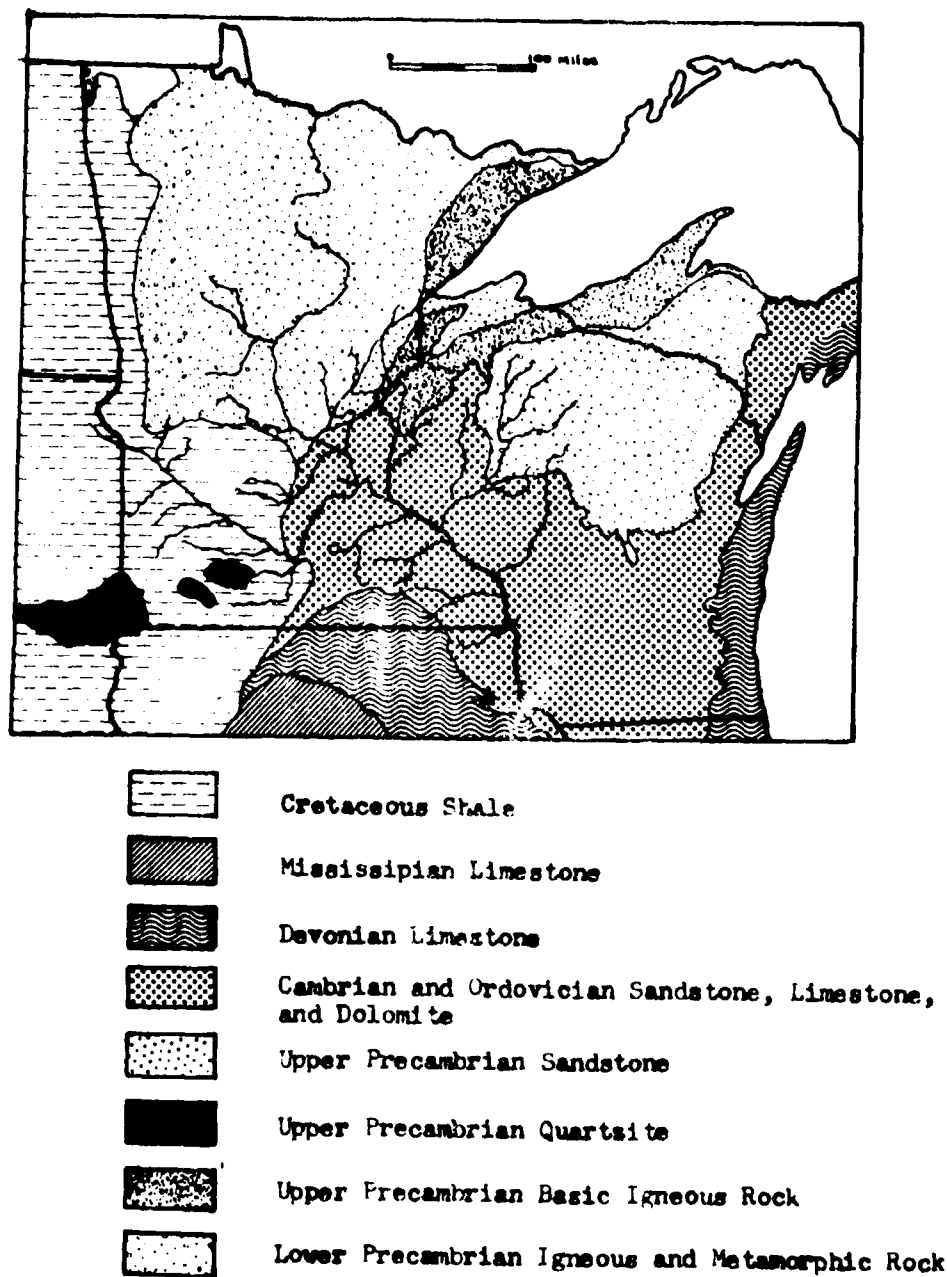 100 miles
Cretaceous Shale
Mississipian Limestone
Devonian Limestone
Cambrian and Ordovician Sandstone, Limestone,
and Dolomite
Upper Precambrian Sandstone
Upper Precambrian Quartsite
Upper Precambrian Basic Igneous Rock
Lower Precambrian Igneous and Metamorphic Rock